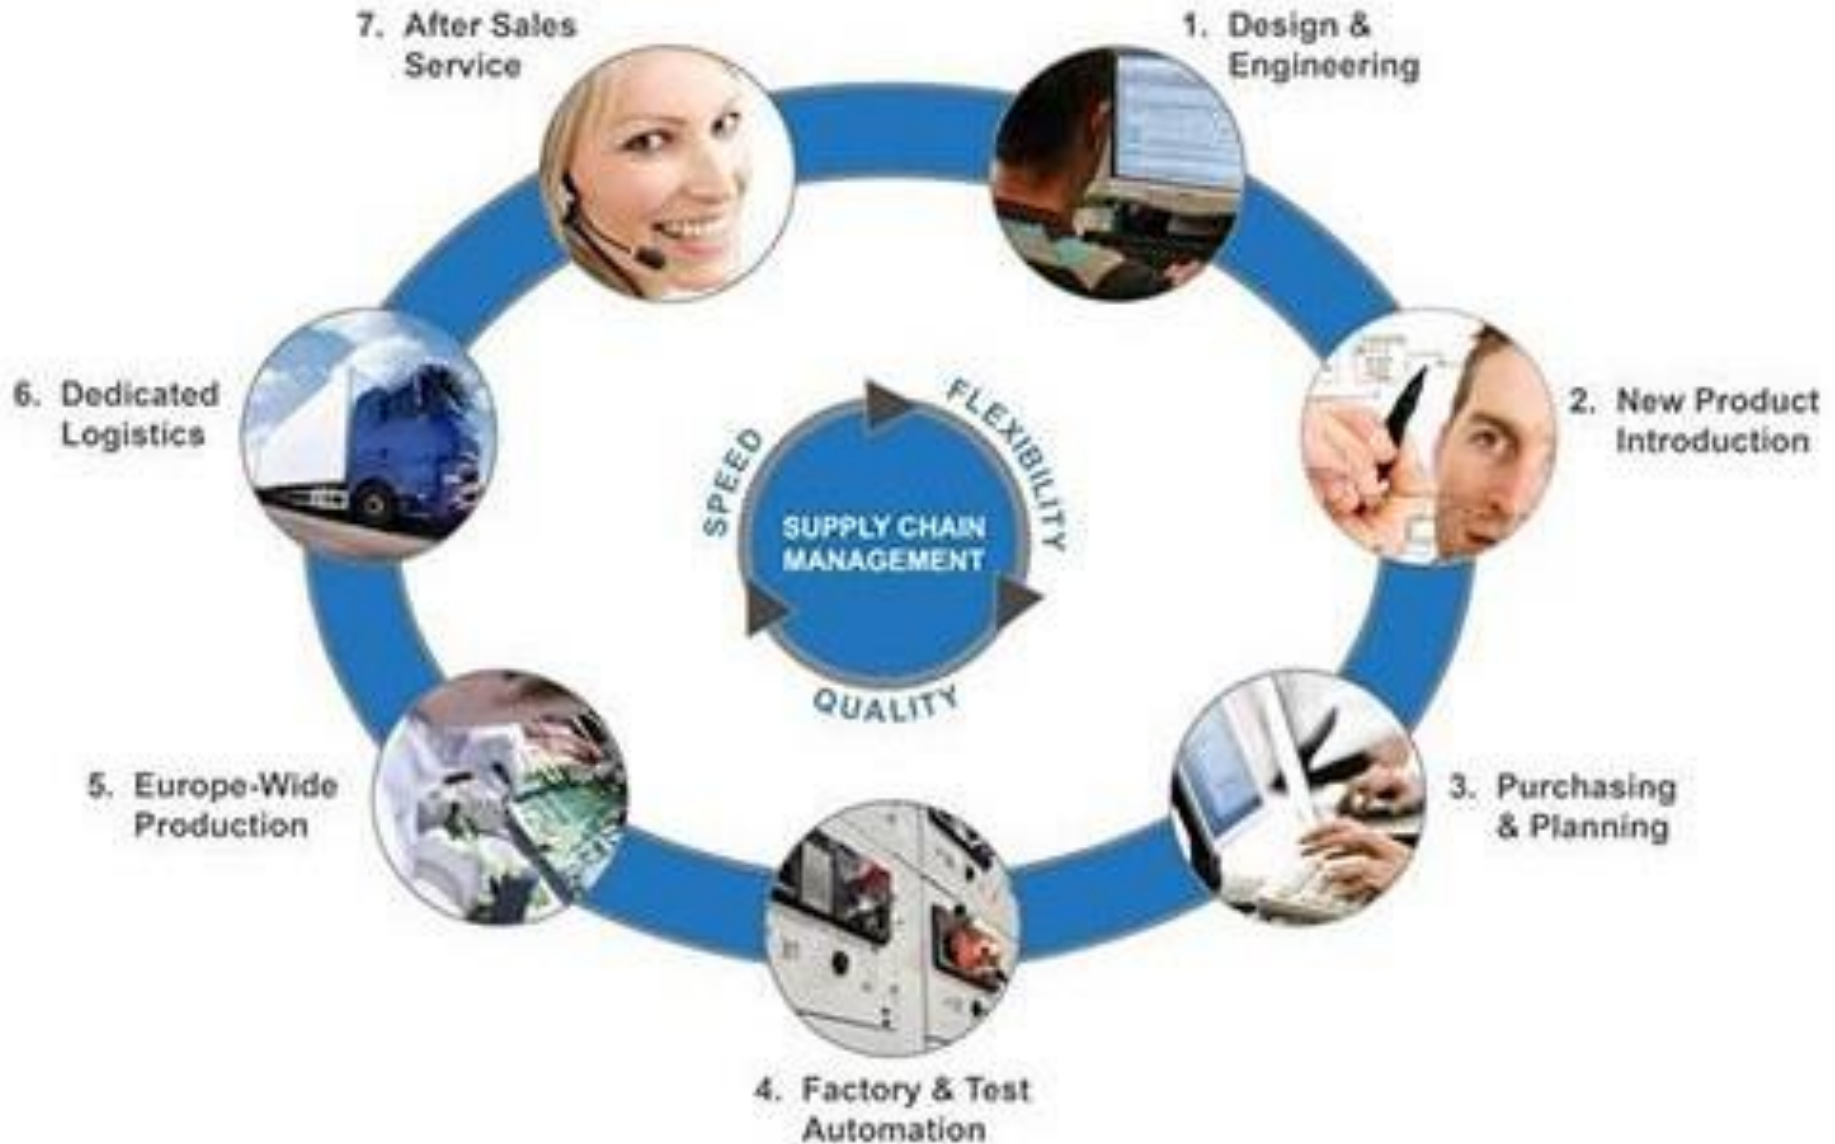 7. After Sales
Service
1. Design &
Engineering
6. Dedicated
Logistics
2. New Product
Introduction
SPEED
FLEXIBILITY
SUPPLY CHAIN
MANAGEMENT
QUALITY
5. Europe-Wide
Production
3. Purchasing
& Planning
4. Factory & Test
Automation